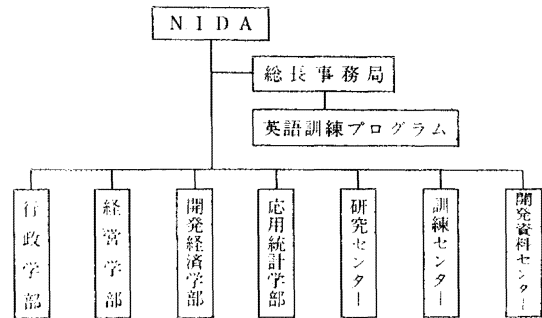 NIDA
総長事務局
英語訓練プログラム
行政学部
経営学部
開発経済学部
応用統計学部
研究センター
訓練センター
開発資料センター